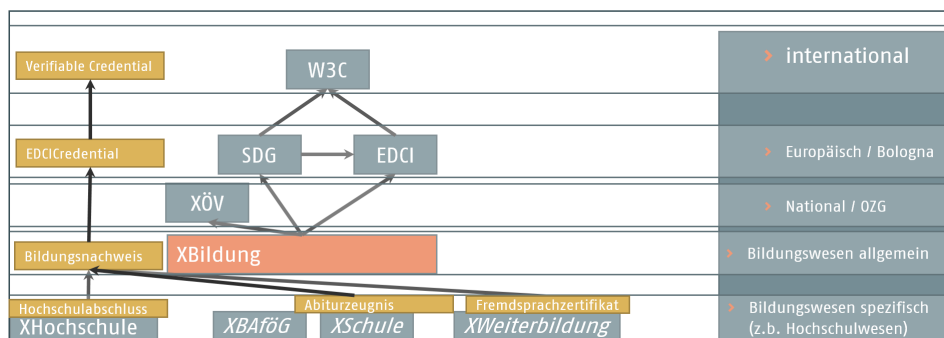 Verifiable Credential
W3C
> international
EDCICredential
SDG
EDCI
> Europäisch / Bologna
XÖV
> National / OZG
Bildungsnachweis
XBildung
> Bildungswesen allgemein
Hochschulabschluss
Abiturzeugnis
Fremdsprachzertifikat
XHochschule
XBAföG
XSchule
XWeiterbildung
> Bildungswesen spezifisch
(z.b. Hochschulwesen)